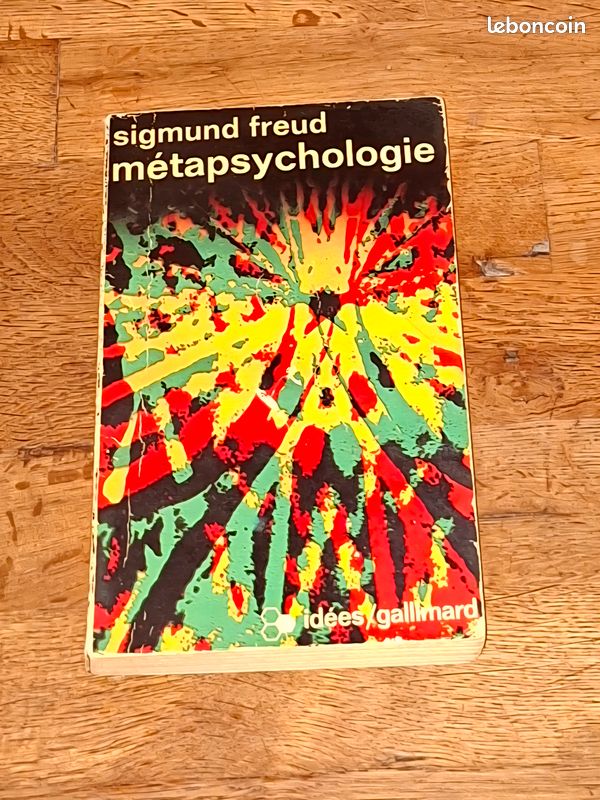 leboncoin
sigmund freud
métapsychologie
idées/gallimard